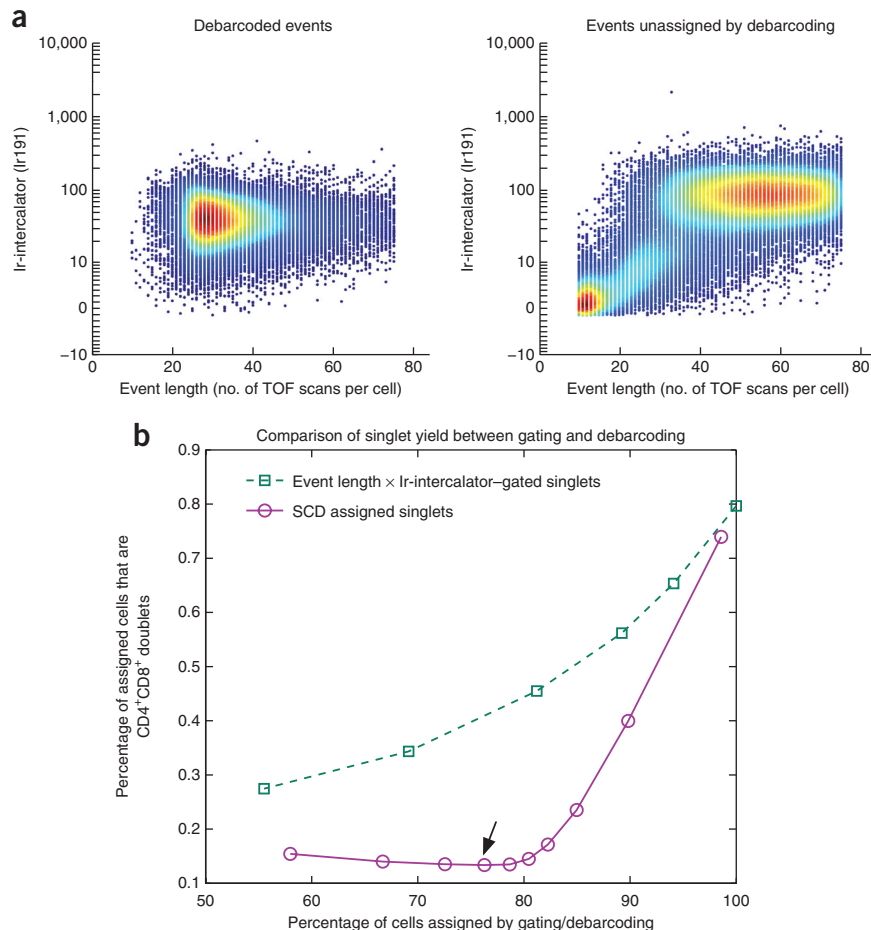 a
Debarcoded events
Events unassigned by debarcoding
10,000
1,000
100
10
0
–10
Ir-intercalator (Ir191)
0 20 40 60 80
Event length (no. of TOF scans per cell)
10,000
1,000
100
10
0
–10
Ir-intercalator (Ir191)
0 20 40 60 80
Event length (no. of TOF scans per cell)
b
Comparison of singlet yield between gating and debarcoding
0.9
0.8
0.7
0.6
0.5
0.4
0.3
0.2
0.1
Percentage of assigned cells that are
CD4⁺CD8⁺ doublets
Event length × Ir-intercalator–gated singlets
SCD assigned singlets
50 60 70 80 90 100
Percentage of cells assigned by gating/debarcoding